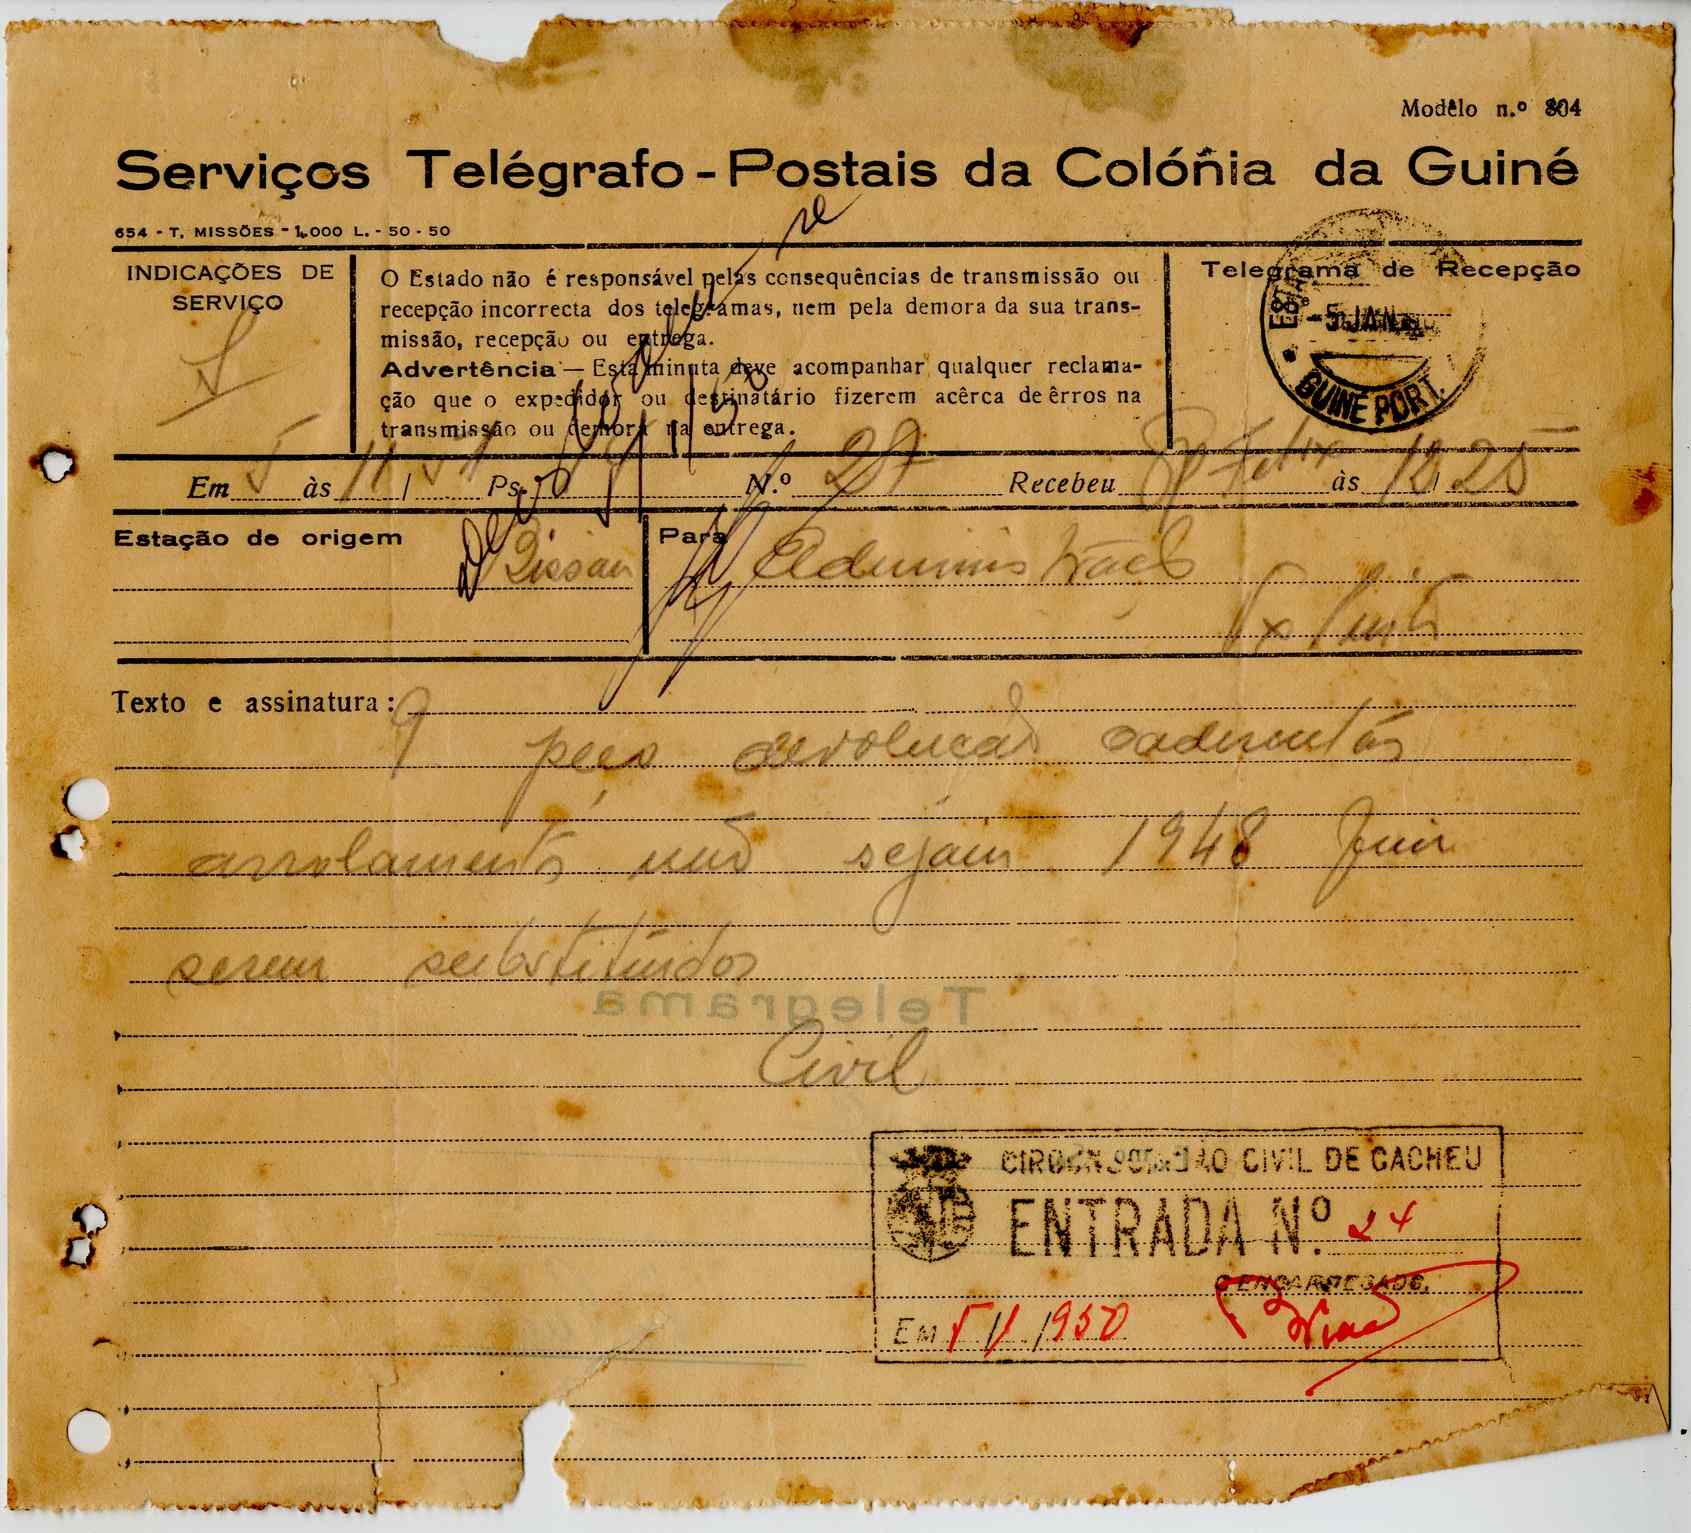 Modêlo n.º 804
Serviços Telégrafo-Postais da Colónia da Guiné
654 - T. MISSÕES - 1.000 L. - 50 - 50
INDICAÇÕES DE
SERVIÇO
S
O Estado não é responsável pelas consequências de transmissão ou
recepção incorrecta dos telegramas, nem pela demora da sua trans-
missão, recepção ou entrega.
Advertência — Esta minuta deve acompanhar qualquer reclama-
ção que o expedidor ou destinatário fizerem acêrca de êrros na
transmissão ou demora na entrega.
Telegrama de Recepção
-5 JAN
GUINÉ PORT.
Em 5 às 11, Ps. N.º 27 Recebeu às 12 / 25
Estação de origem Bissau
Para Administração
Texto e assinatura:
9 peço devolução cadernetas
arrolamento não sejam 1948
serem substituídos
Telegrama
Civil
CIRCUNSCRIÇÃO CIVIL DE CACHEU
ENTRADA N.º 24
O ENCARREGADO,
EM 5/1/1950